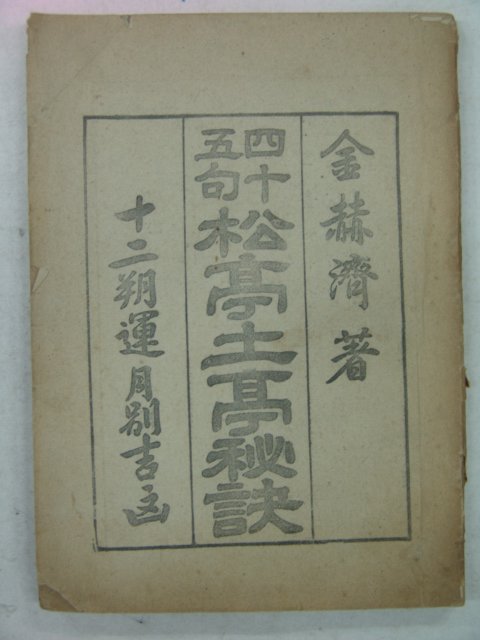 金赫濟 著
四十五句 松亭土亭秘訣
十二朔運 月別吉凶